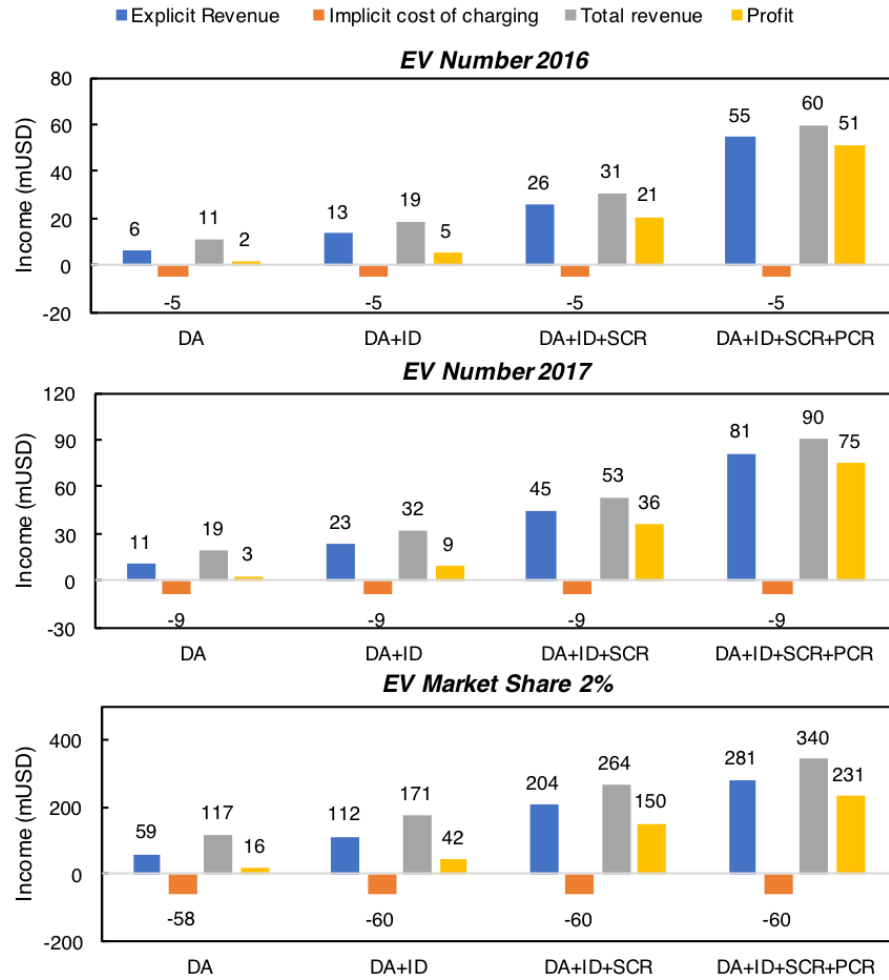 Explicit Revenue Implicit cost of charging Total revenue Profit
EV Number 2016
Income (mUSD)
80
60
40
20
0
-20
6 11 2 -5
13 19 5 -5
26 31 21 -5
55 60 51 -5
DA DA+ID DA+ID+SCR DA+ID+SCR+PCR
EV Number 2017
Income (mUSD)
120
90
60
30
0
-30
11 19 3 -9
23 32 9 -9
45 53 36 -9
81 90 75 -9
DA DA+ID DA+ID+SCR DA+ID+SCR+PCR
EV Market Share 2%
Income (mUSD)
400
200
0
-200
59 117 16 -58
112 171 42 -60
204 264 150 -60
281 340 231 -60
DA DA+ID DA+ID+SCR DA+ID+SCR+PCR